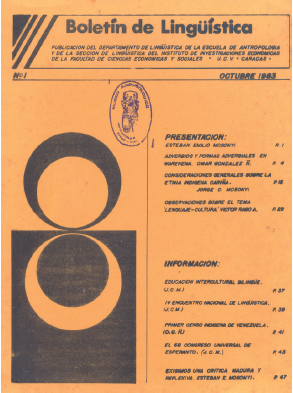 Boletín de Lingüística
PUBLICACION DEL DEPARTAMENTO DE LINGÜISTICA DE LA ESCUELA DE ANTROPOLOGIA
Y DE LA SECCION DE LINGÜISTICA DEL INSTITUTO DE INVESTIGACIONES ECONOMICAS
DE LA FACULTAD DE CIENCIAS ECONOMICAS Y SOCIALES • U.C.V • CARACAS •
Nº1 OCTUBRE 1983
PRESENTACION:
ESTEBAN EMILIO MOSONYI P. 1
ADVERBIOS Y FORMAS ADVERBIALES EN
WAREKENA. OMAR GONZALEZ Ñ. P. 4
CONSIDERACIONES GENERALES SOBRE LA
ETNIA INDIGENA CARIÑA. P. 18
JORGE C. MOSONYI
OBSERVACIONES SOBRE EL TEMA
'LENGUAJE-CULTURA' VICTOR RAGO A. P. 29
INFORMACION:
EDUCACION INTERCULTURAL BILINGÜE.
(J.C.M.) P. 37
IV ENCUENTRO NACIONAL DE LINGÜISTICA.
(J.C.M.) P. 39
PRIMER CENSO INDIGENA DE VENEZUELA.
(O.G.Ñ.) P. 41
EL 68 CONGRESO UNIVERSAL DE
ESPERANTO. (J.C.M.) P. 45
EXIGIMOS UNA CRITICA MADURA Y
REFLEXIVA. ESTEBAN E. MOSONYI. P. 47